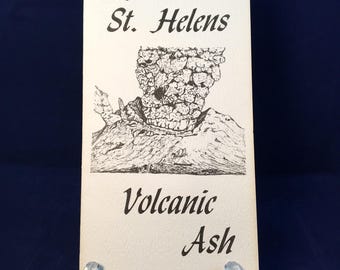 St. Helens
Volcanic
Ash